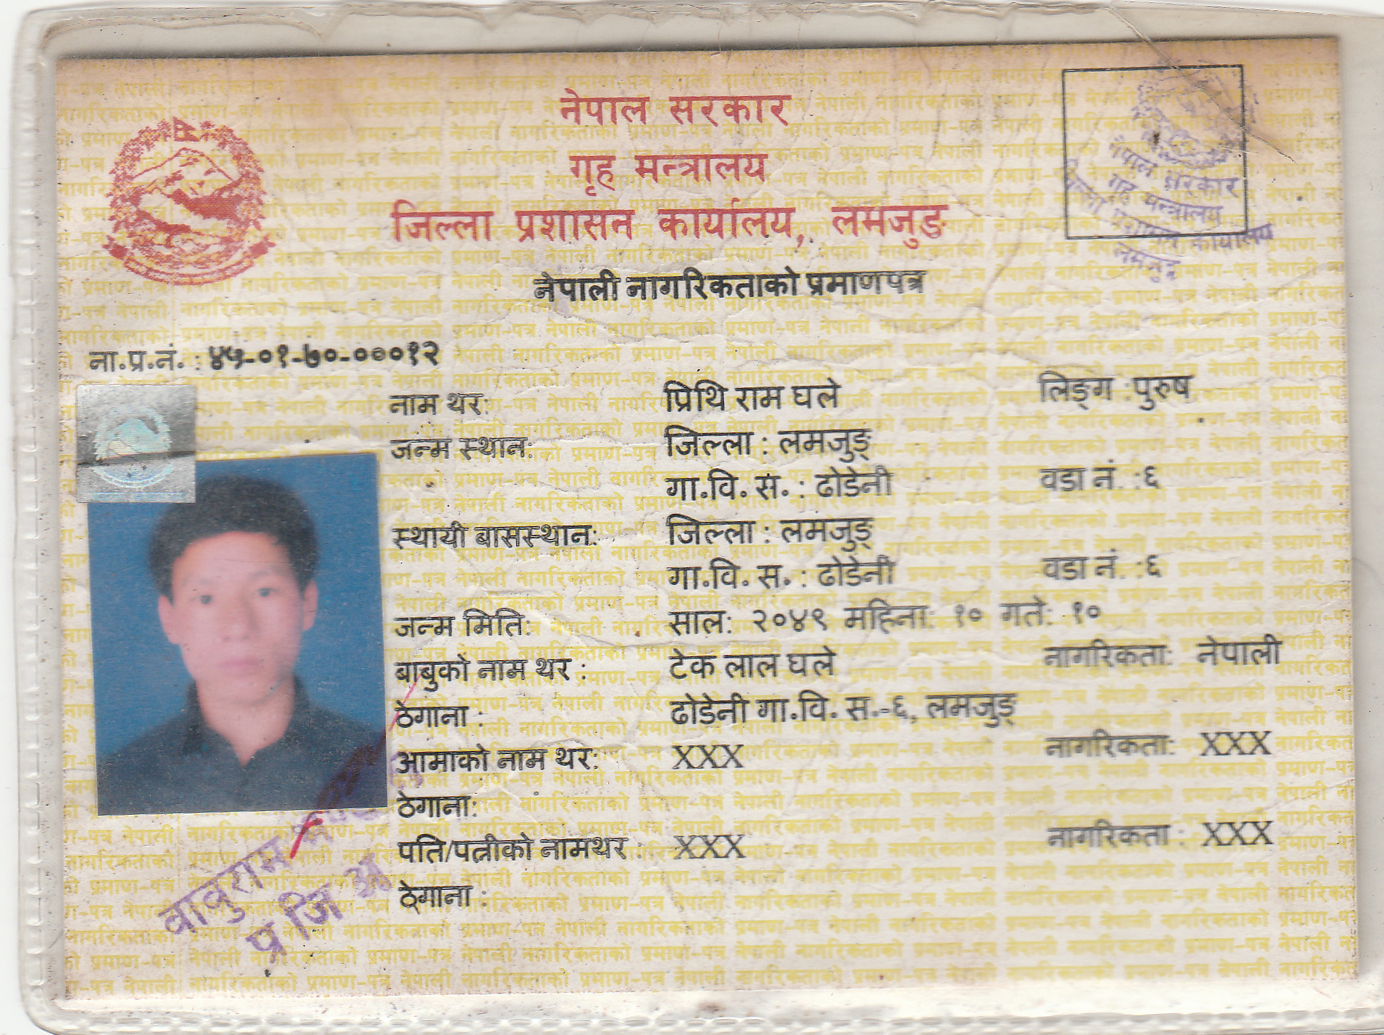 नेपाल सरकार
गृह मन्त्रालय
जिल्ला प्रशासन कार्यालय, लमजुङ
नेपाली नागरिकताको प्रमाणपत्र
नेपाल सरकार
गृह मन्त्रालय
जिल्ला प्रशासन कार्यालय
लमजुङ
ना.प्र.नं. : ४५-०१-७०-०००१२
नाम थर: प्रिथि राम घले लिङ्ग :पुरुष
जन्म स्थान: जिल्ला : लमजुङ्
गा.वि. स. : ढोडेनी वडा नं. :६
स्थायी बासस्थान: जिल्ला : लमजुङ्
गा.वि. स. : ढोडेनी वडा नं. :६
जन्म मिति: साल: २०४९ महिना: १० गते: १०
बाबुको नाम थर : टेक लाल घले नागरिकता: नेपाली
ठेगाना : ढोडेनी गा.वि. स.-६, लमजुङ्
आमाको नाम थर: XXX नागरिकता: XXX
ठेगाना:
पति/पत्नीको नामथर : XXX नागरिकता : XXX
ठेगाना :
बाबुराम
प्र जि अ